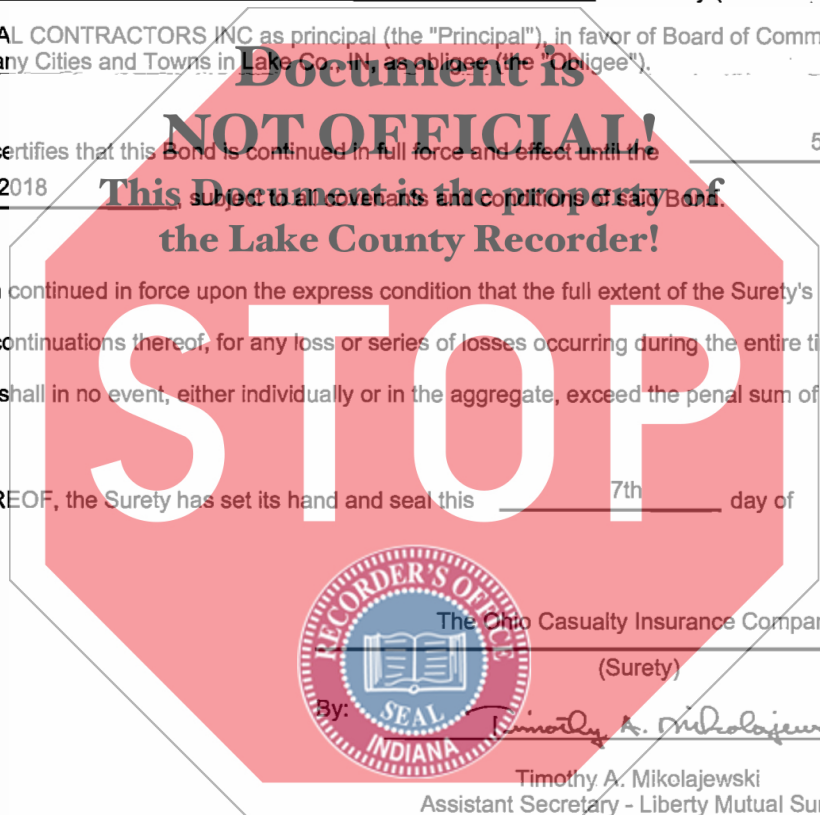 AL CONTRACTORS INC as principal (the "Principal"), in favor of Board of Comm
any Cities and Towns in Lake Co., IN, as obligee (the "Obligee").
Document is
NOT OFFICIAL!
This Document is the property of
the Lake County Recorder!
certifies that this Bond is continued in full force and effect until the 5
2018 , subject to all covenants and conditions of said Bond.
continued in force upon the express condition that the full extent of the Surety's
continuations thereof, for any loss or series of losses occurring during the entire ti
shall in no event, either individually or in the aggregate, exceed the penal sum of
STOP
REOF, the Surety has set its hand and seal this 7th day of
RECORDER'S OFFICE
SEAL
INDIANA
The Ohio Casualty Insurance Compan
(Surety)
By: Timothy A. Mikolajew
Timothy A. Mikolajewski
Assistant Secretary - Liberty Mutual Sur